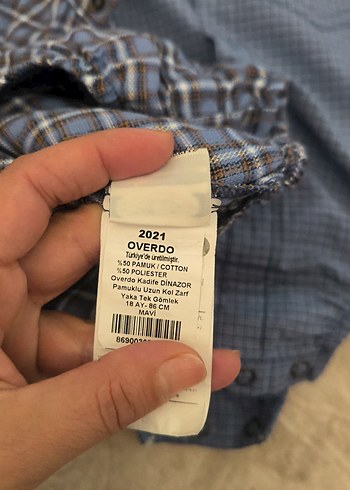 2021
OVERDO
Türkiye'de üretilmiştir.
%50 PAMUK / COTTON
%50 POLIESTER
Overdo Kadife DİNAZOR
Pamuklu Uzun Kol Zarf
Yaka Tek Gömlek
18 AY- 86 CM
MAVİ